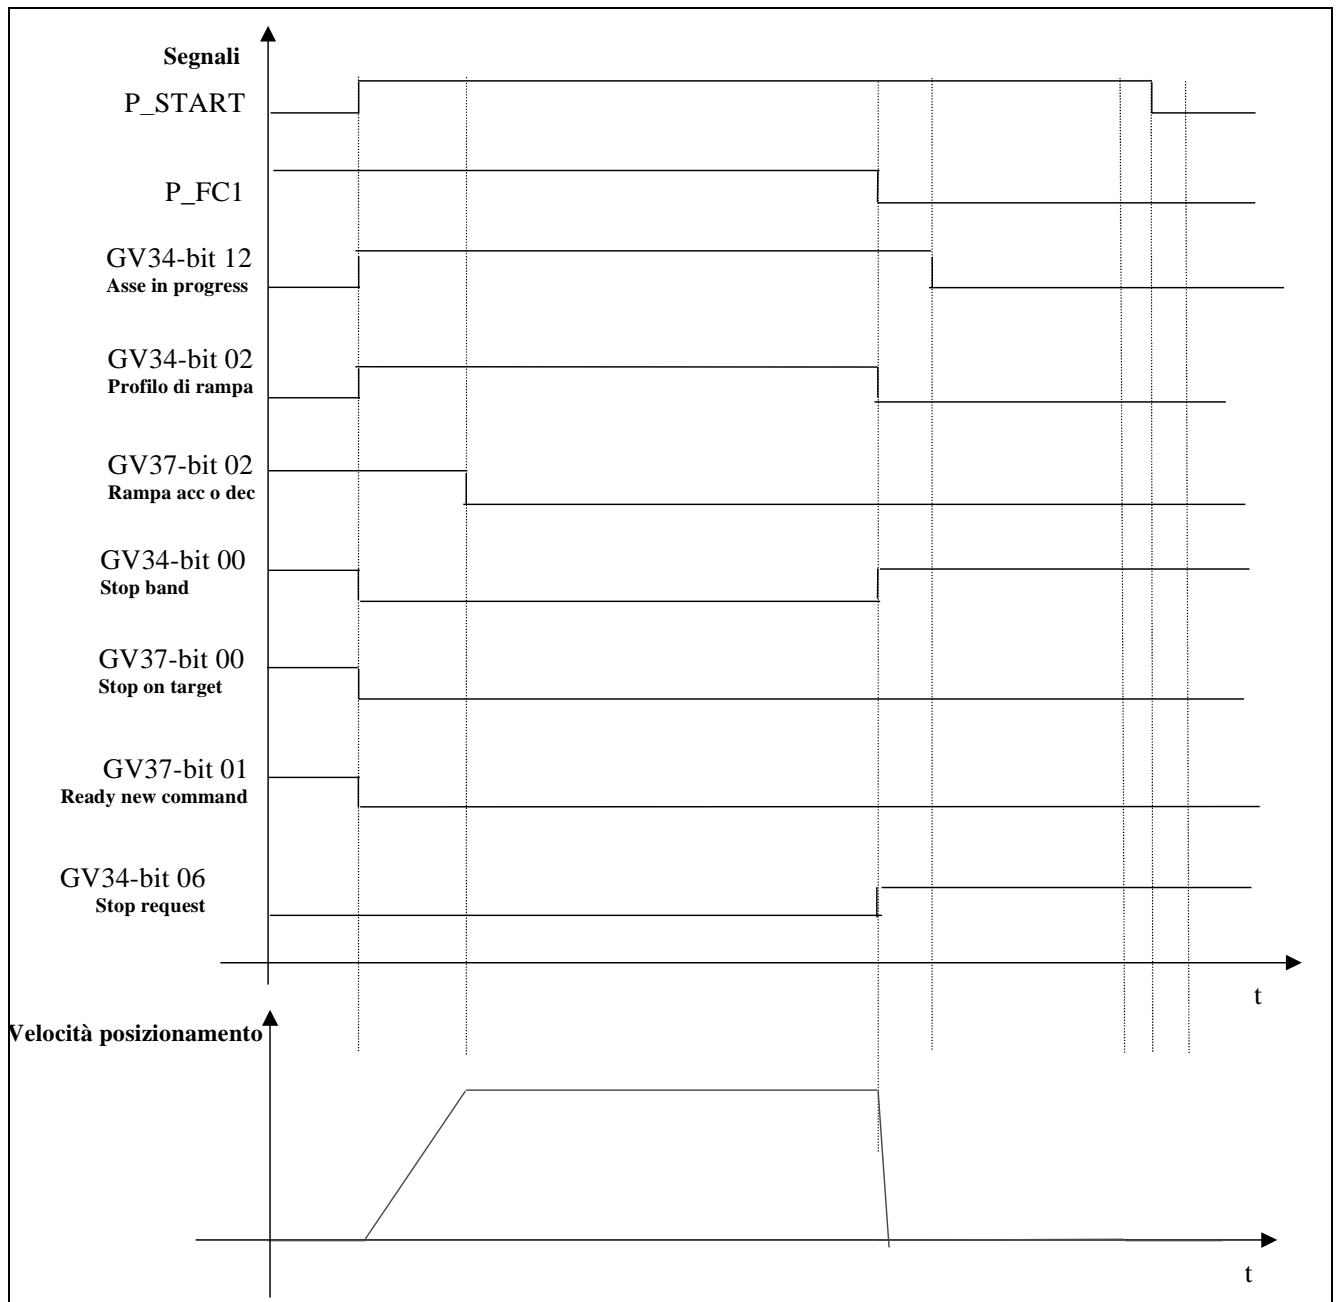 Segnali
P_START
P_FC1
GV34-bit 12
Asse in progress
GV34-bit 02
Profilo di rampa
GV37-bit 02
Rampa acc o dec
GV34-bit 00
Stop band
GV37-bit 00
Stop on target
GV37-bit 01
Ready new command
GV34-bit 06
Stop request
t
Velocità posizionamento
t